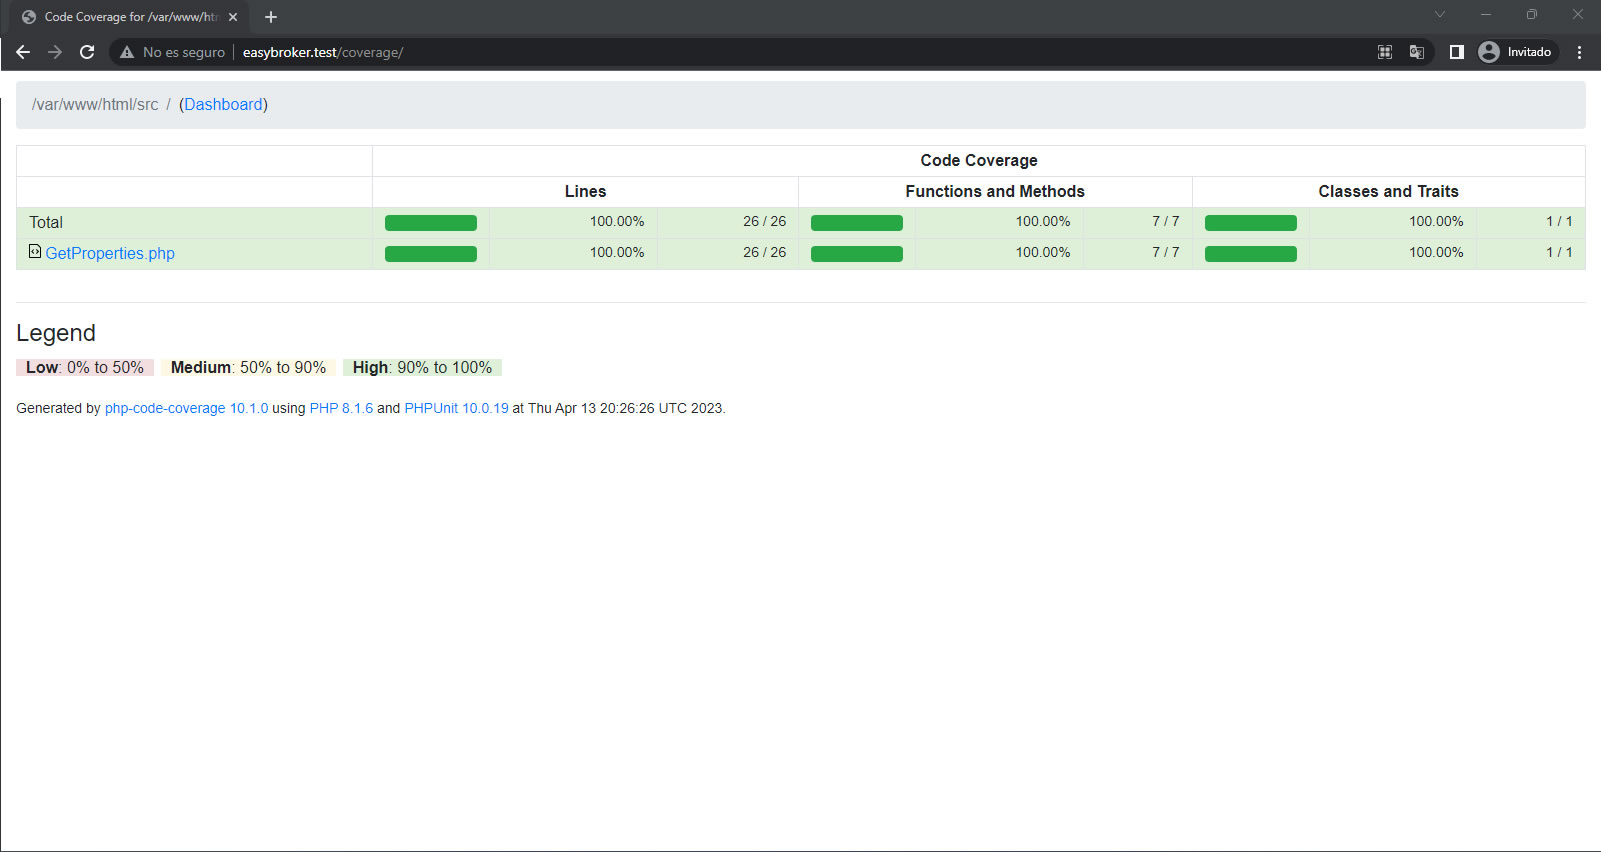 Code Coverage for /var/www/htm
No es seguro easybroker.test/coverage/ Invitado
/var/www/html/src / (Dashboard)
Code Coverage
Lines Functions and Methods Classes and Traits
Total 100.00% 26 / 26 100.00% 7 / 7 100.00% 1 / 1
GetProperties.php 100.00% 26 / 26 100.00% 7 / 7 100.00% 1 / 1
Legend
Low: 0% to 50% Medium: 50% to 90% High: 90% to 100%
Generated by php-code-coverage 10.1.0 using PHP 8.1.6 and PHPUnit 10.0.19 at Thu Apr 13 20:26:26 UTC 2023.